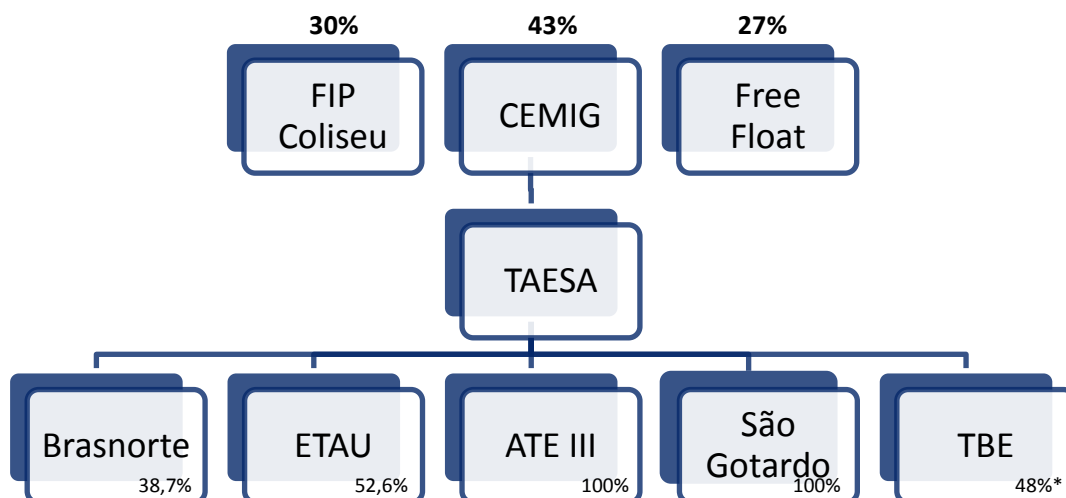 30%
43%
27%
FIP
Coliseu
CEMIG
Free
Float
TAESA
Brasnorte
38,7%
ETAU
52,6%
ATE III
100%
São
Gotardo
100%
TBE
48%*